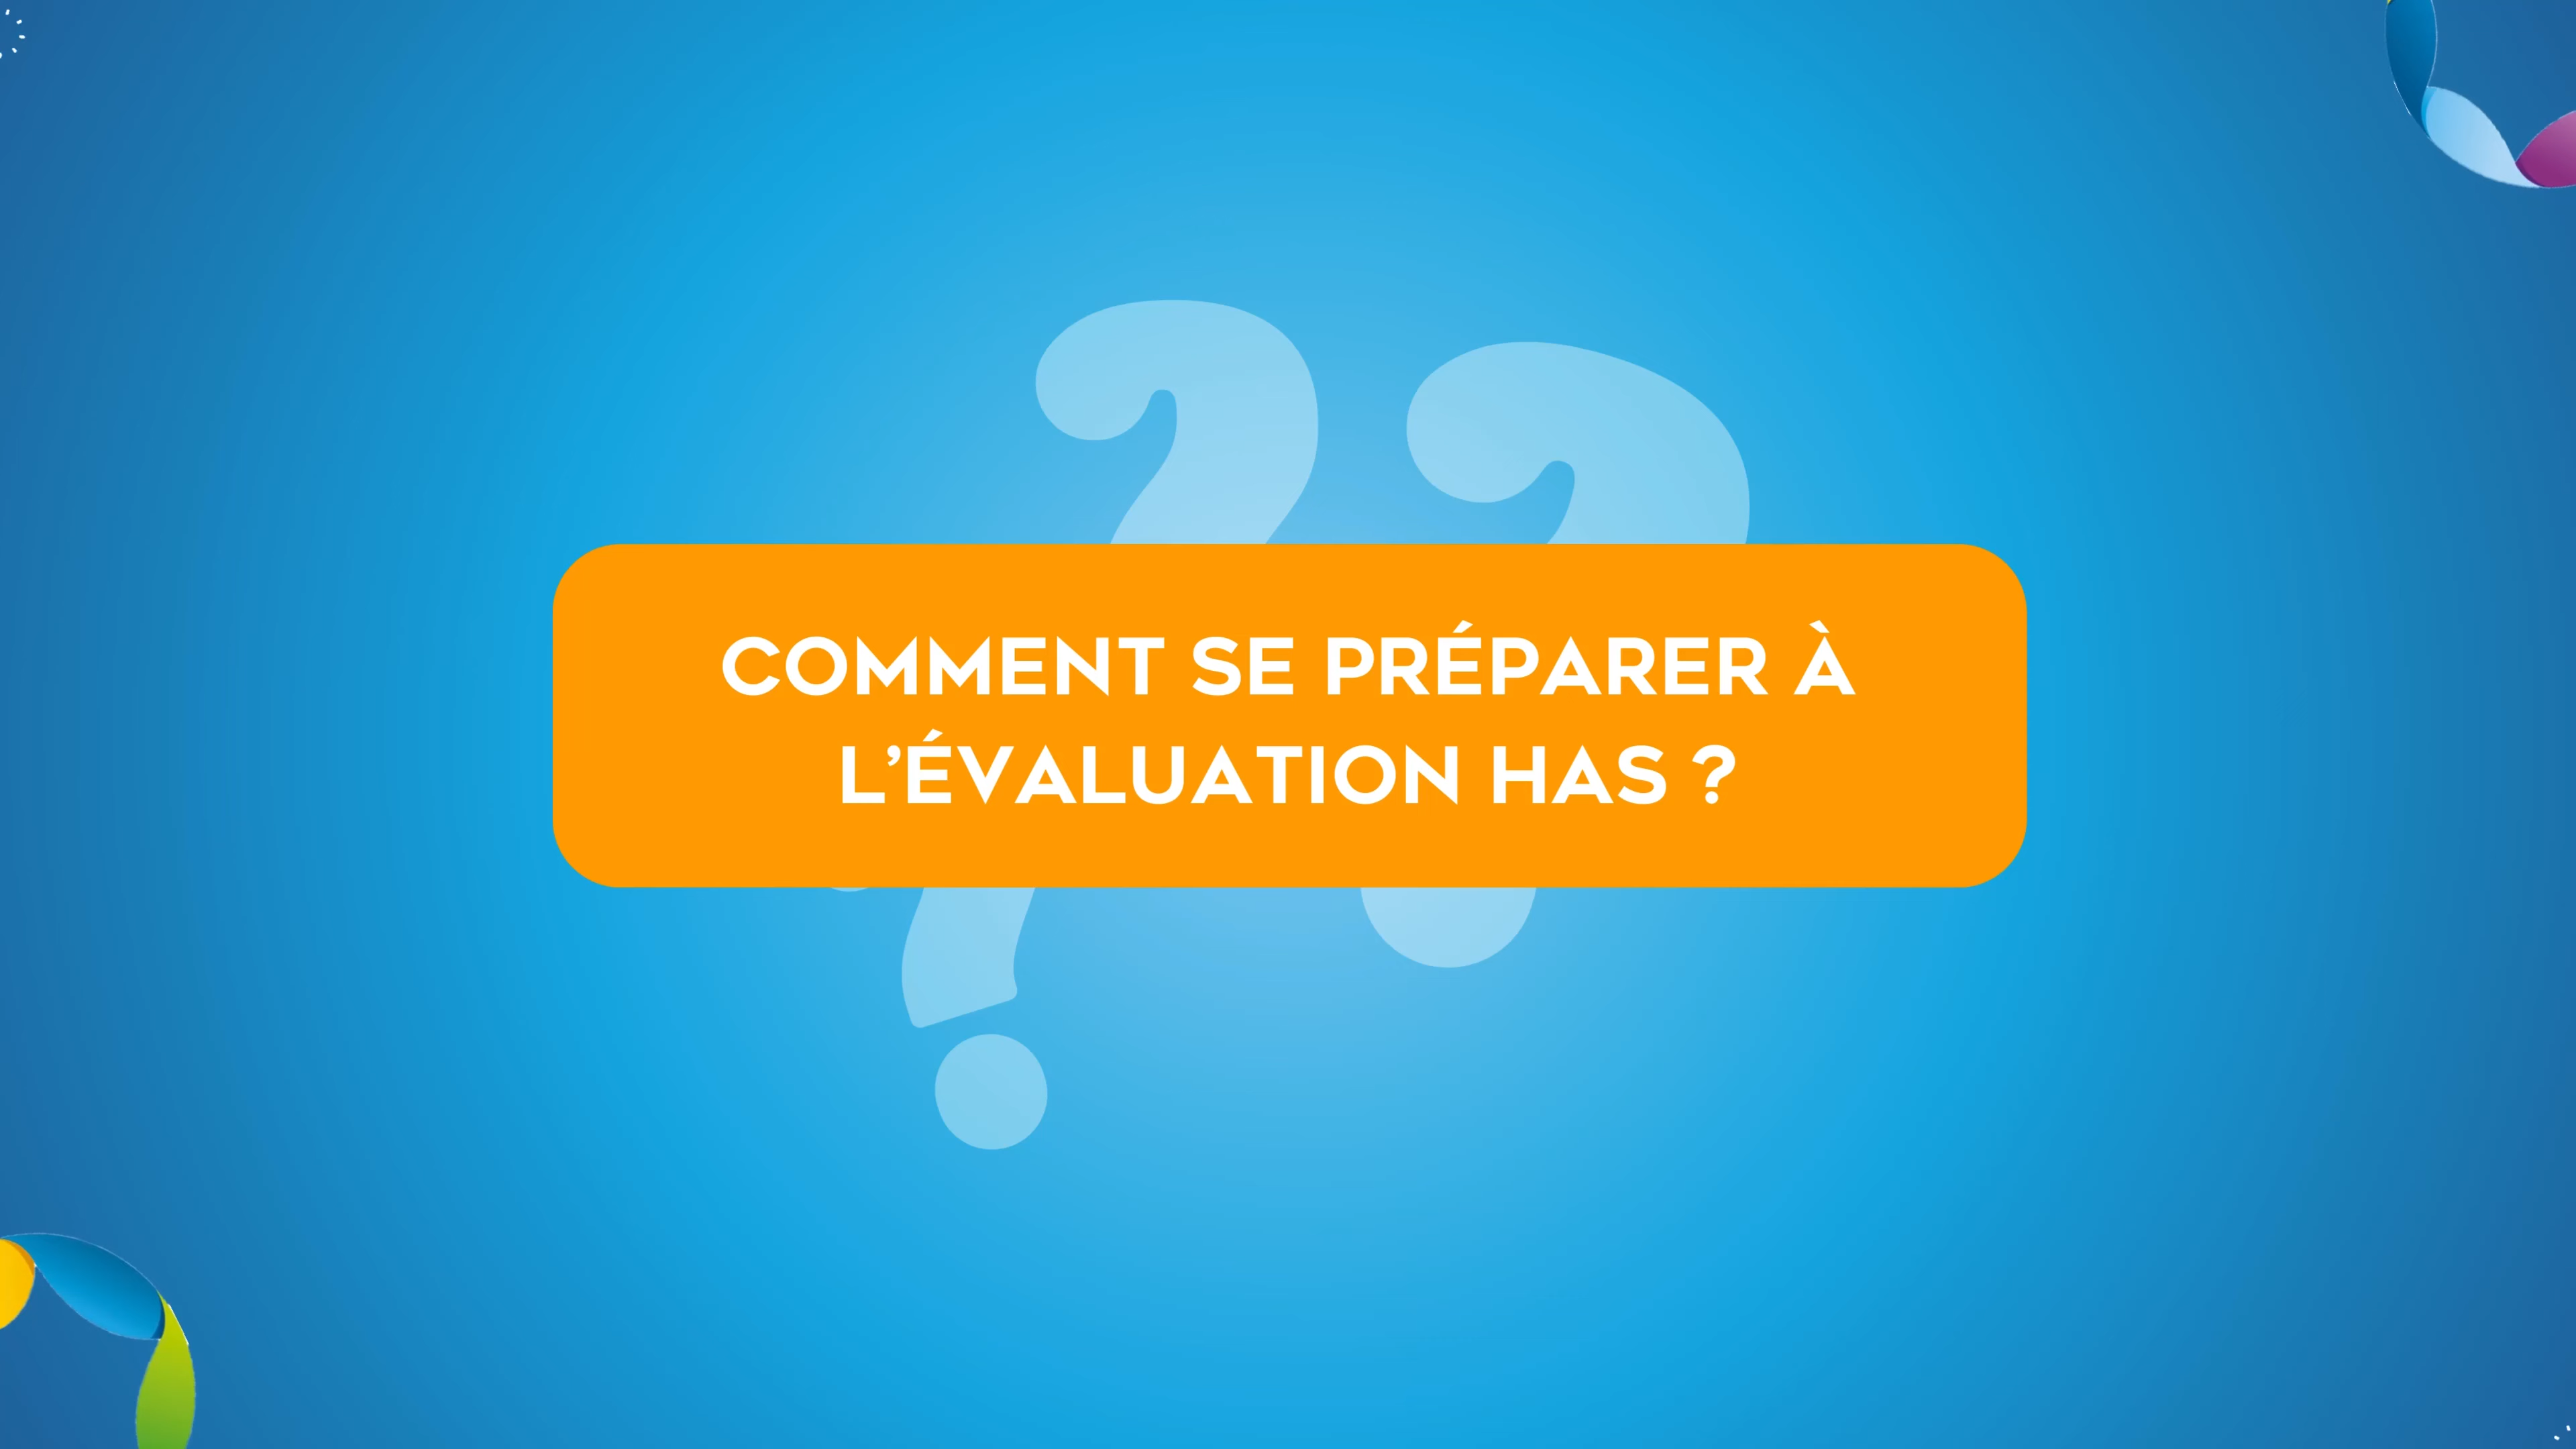 COMMENT SE PRÉPARER À
L’ÉVALUATION HAS ?